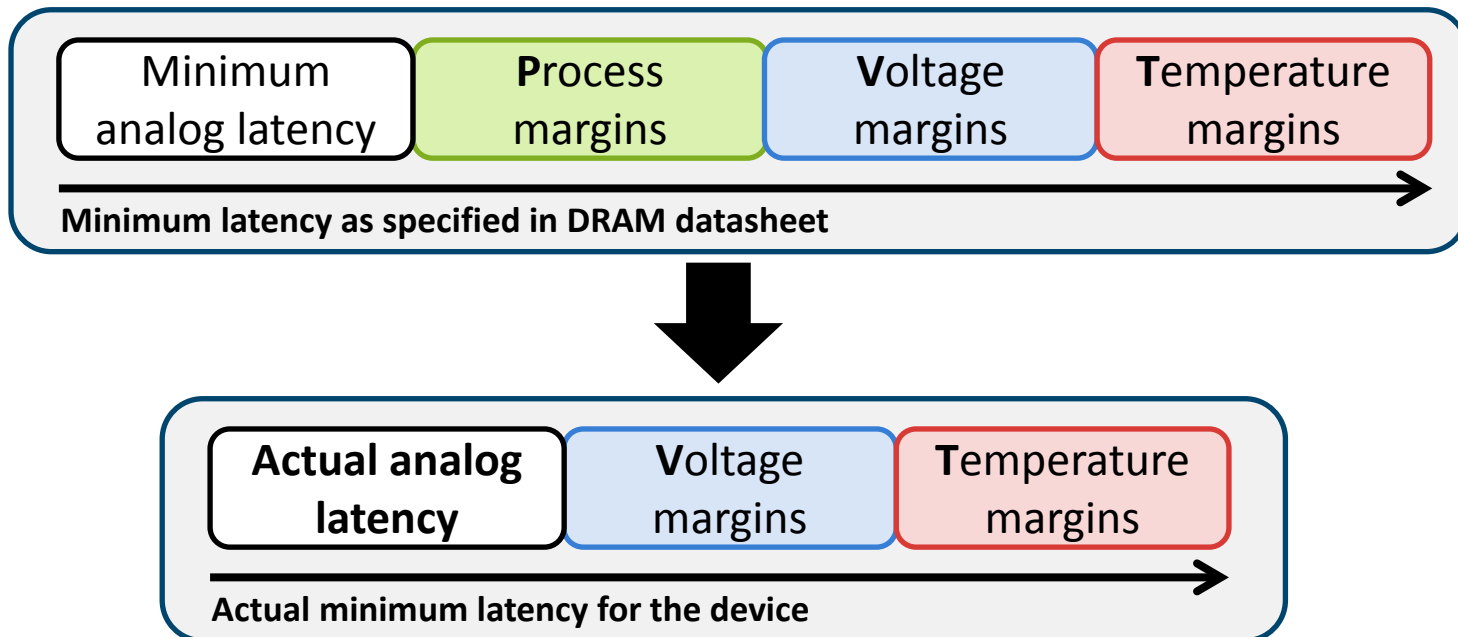 Minimum
analog latency
Process
margins
Voltage
margins
Temperature
margins
Minimum latency as specified in DRAM datasheet
Actual analog
latency
Voltage
margins
Temperature
margins
Actual minimum latency for the device